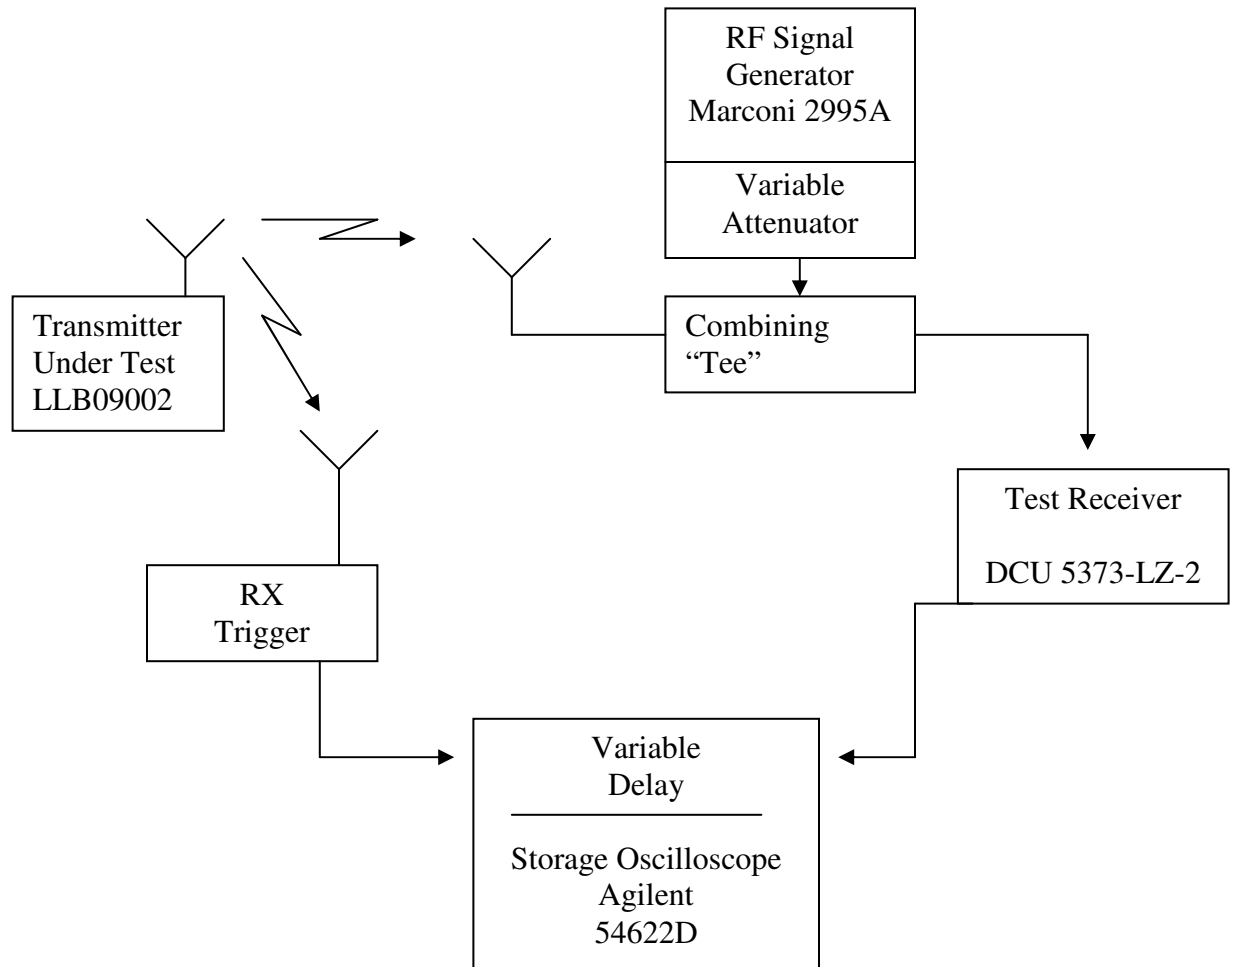 RF Signal
Generator
Marconi 2995A
Variable
Attenuator
Transmitter
Under Test
LLB09002
Combining
“Tee”
Test Receiver
DCU 5373-LZ-2
RX
Trigger
Variable
Delay
Storage Oscilloscope
Agilent
54622D